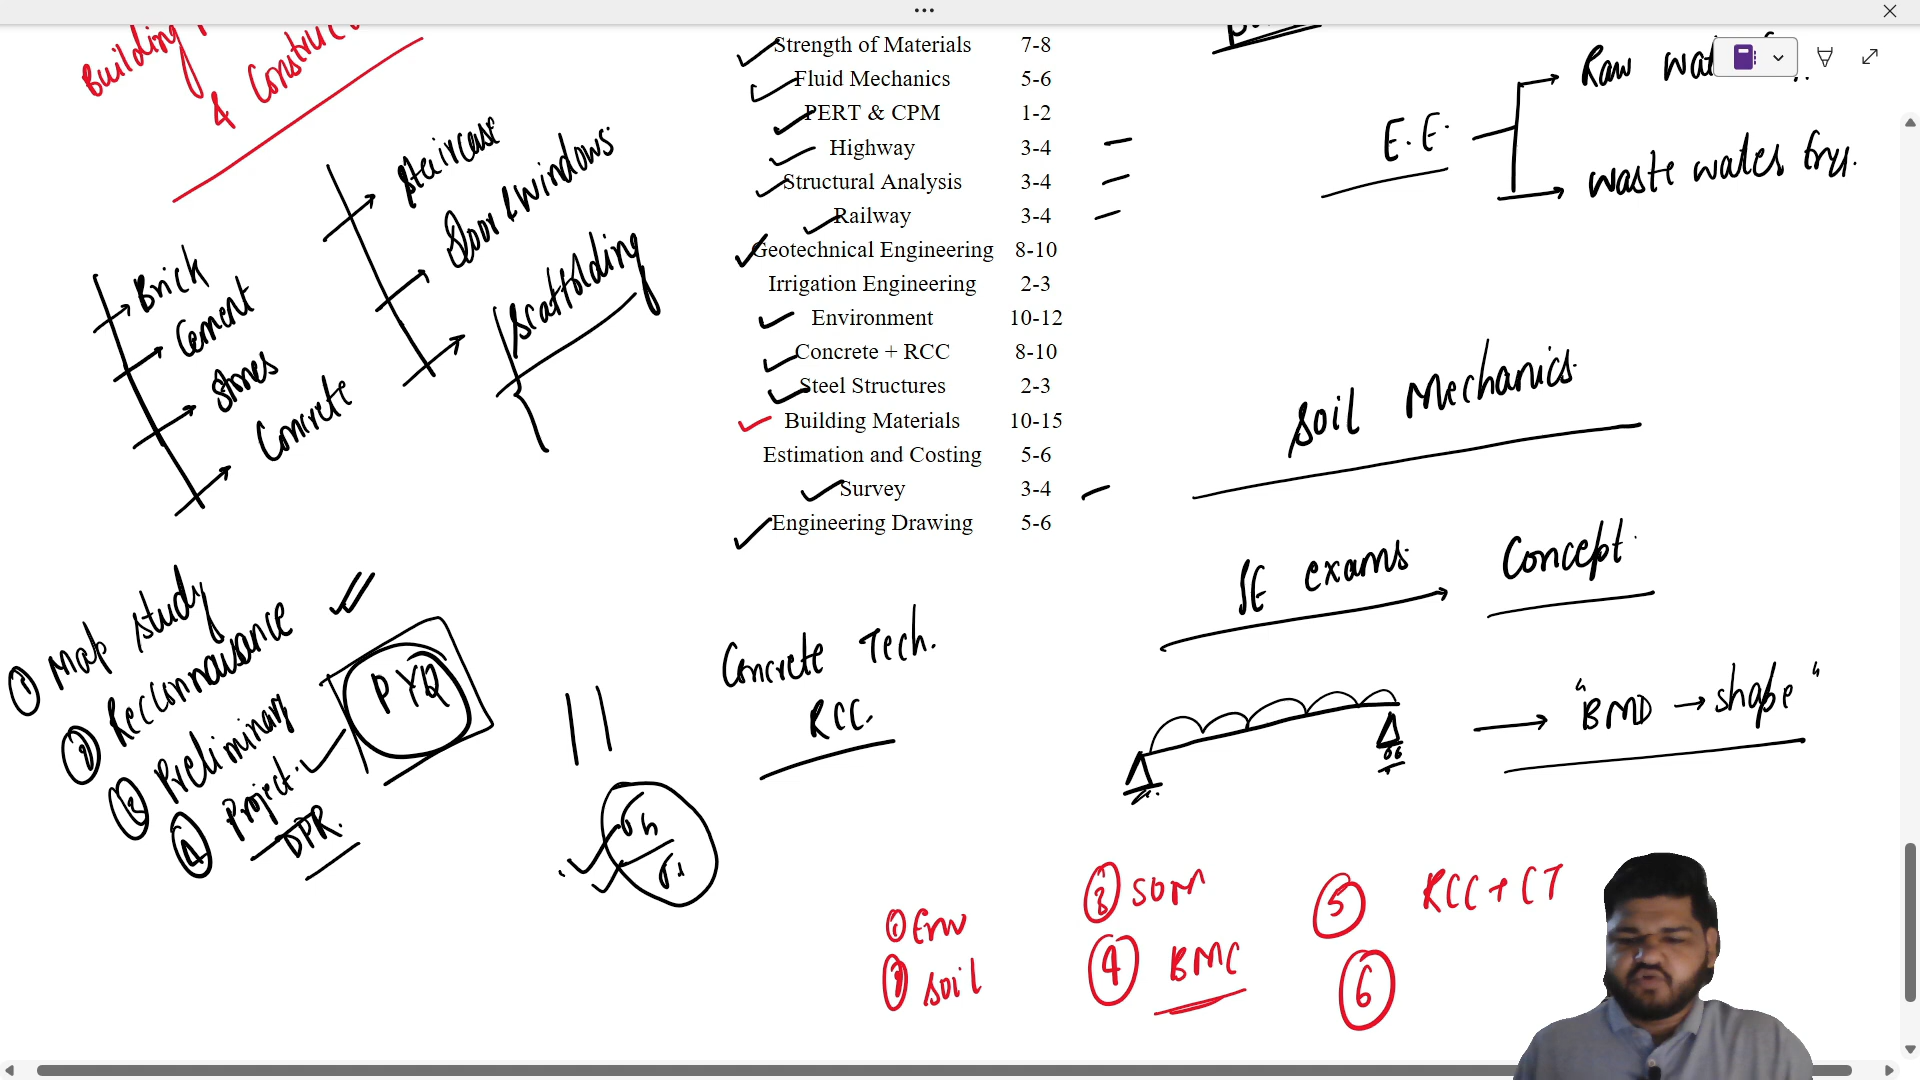 Building
& Construc
Brick
Cement
Stones
Concrete
Staircase
Door & Windows
Scaffolding
Strength of Materials 7-8
Fluid Mechanics 5-6
PERT & CPM 1-2
Highway 3-4
Structural Analysis 3-4
Railway 3-4
Geotechnical Engineering 8-10
Irrigation Engineering 2-3
Environment 10-12
Concrete + RCC 8-10
Steel Structures 2-3
Building Materials 10-15
Estimation and Costing 5-6
Survey 3-4
Engineering Drawing 5-6
E.E.
Raw wat
waste water
Soil Mechanics
exams
Concept
"BMD → shape"
① Map study
Reconnaisance
Preliminary
④ Project
DPR.
PYQ
Concrete Tech.
RCC.
① Env
② Soil
③ SOM
④ BMC
⑤ RCC + CT
⑥